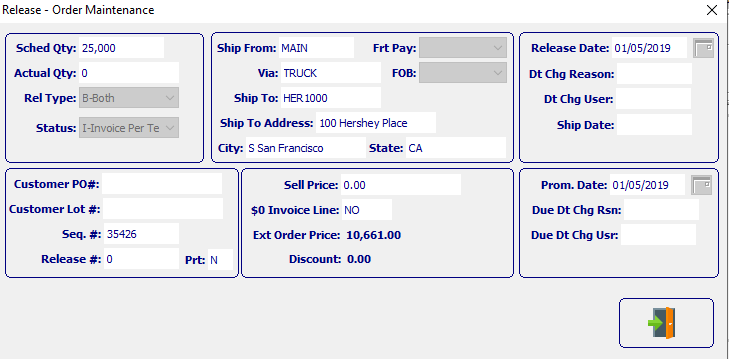 Release - Order Maintenance
Sched Qty: 25,000
Actual Qty: 0
Rel Type: B-Both
Status: I-Invoice Per Te
Ship From: MAIN Frt Pay:
Via: TRUCK FOB:
Ship To: HER1000
Ship To Address: 100 Hershey Place
City: S San Francisco State: CA
Release Date: 01/05/2019
Dt Chg Reason:
Dt Chg User:
Ship Date:
Customer PO#:
Customer Lot #:
Seq. #: 35426
Release #: 0 Prt: N
Sell Price: 0.00
$0 Invoice Line: NO
Ext Order Price: 10,661.00
Discount: 0.00
Prom. Date: 01/05/2019
Due Dt Chg Rsn:
Due Dt Chg Usr: